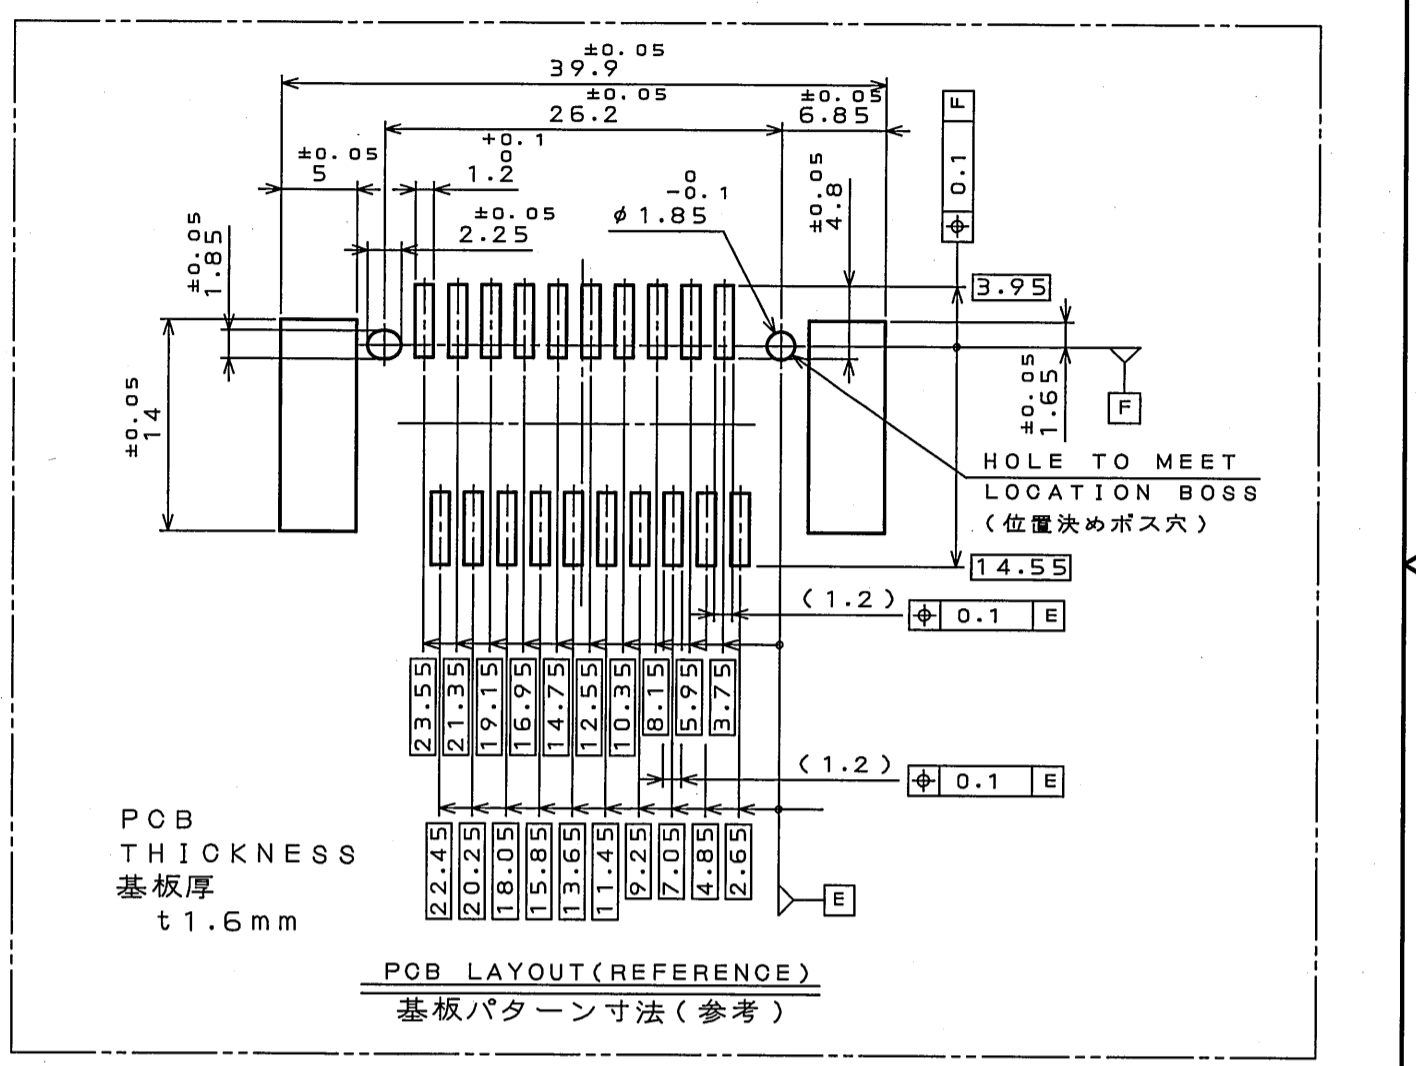 ±0.05
39.9
±0.05
26.2
±0.05
6.85
±0.05
5
+0.1
0
1.2
±0.05
2.25
0
-0.1
φ1.85
±0.05
4.8
⌖ 0.1 F
±0.05
1.85
3.95
±0.05
14
±0.05
1.65
F
HOLE TO MEET
LOCATION BOSS
(位置決めボス穴)
14.55
(1.2) ⌖ 0.1 E
23.55 21.35 19.15 16.95 14.75 12.55 10.35 8.15 5.95 3.75
(1.2) ⌖ 0.1 E
22.45 20.25 18.05 15.85 13.65 11.45 9.25 7.05 4.85 2.65
E
PCB
THICKNESS
基板厚
t1.6mm
PCB LAYOUT(REFERENCE)
基板パターン寸法(参考)